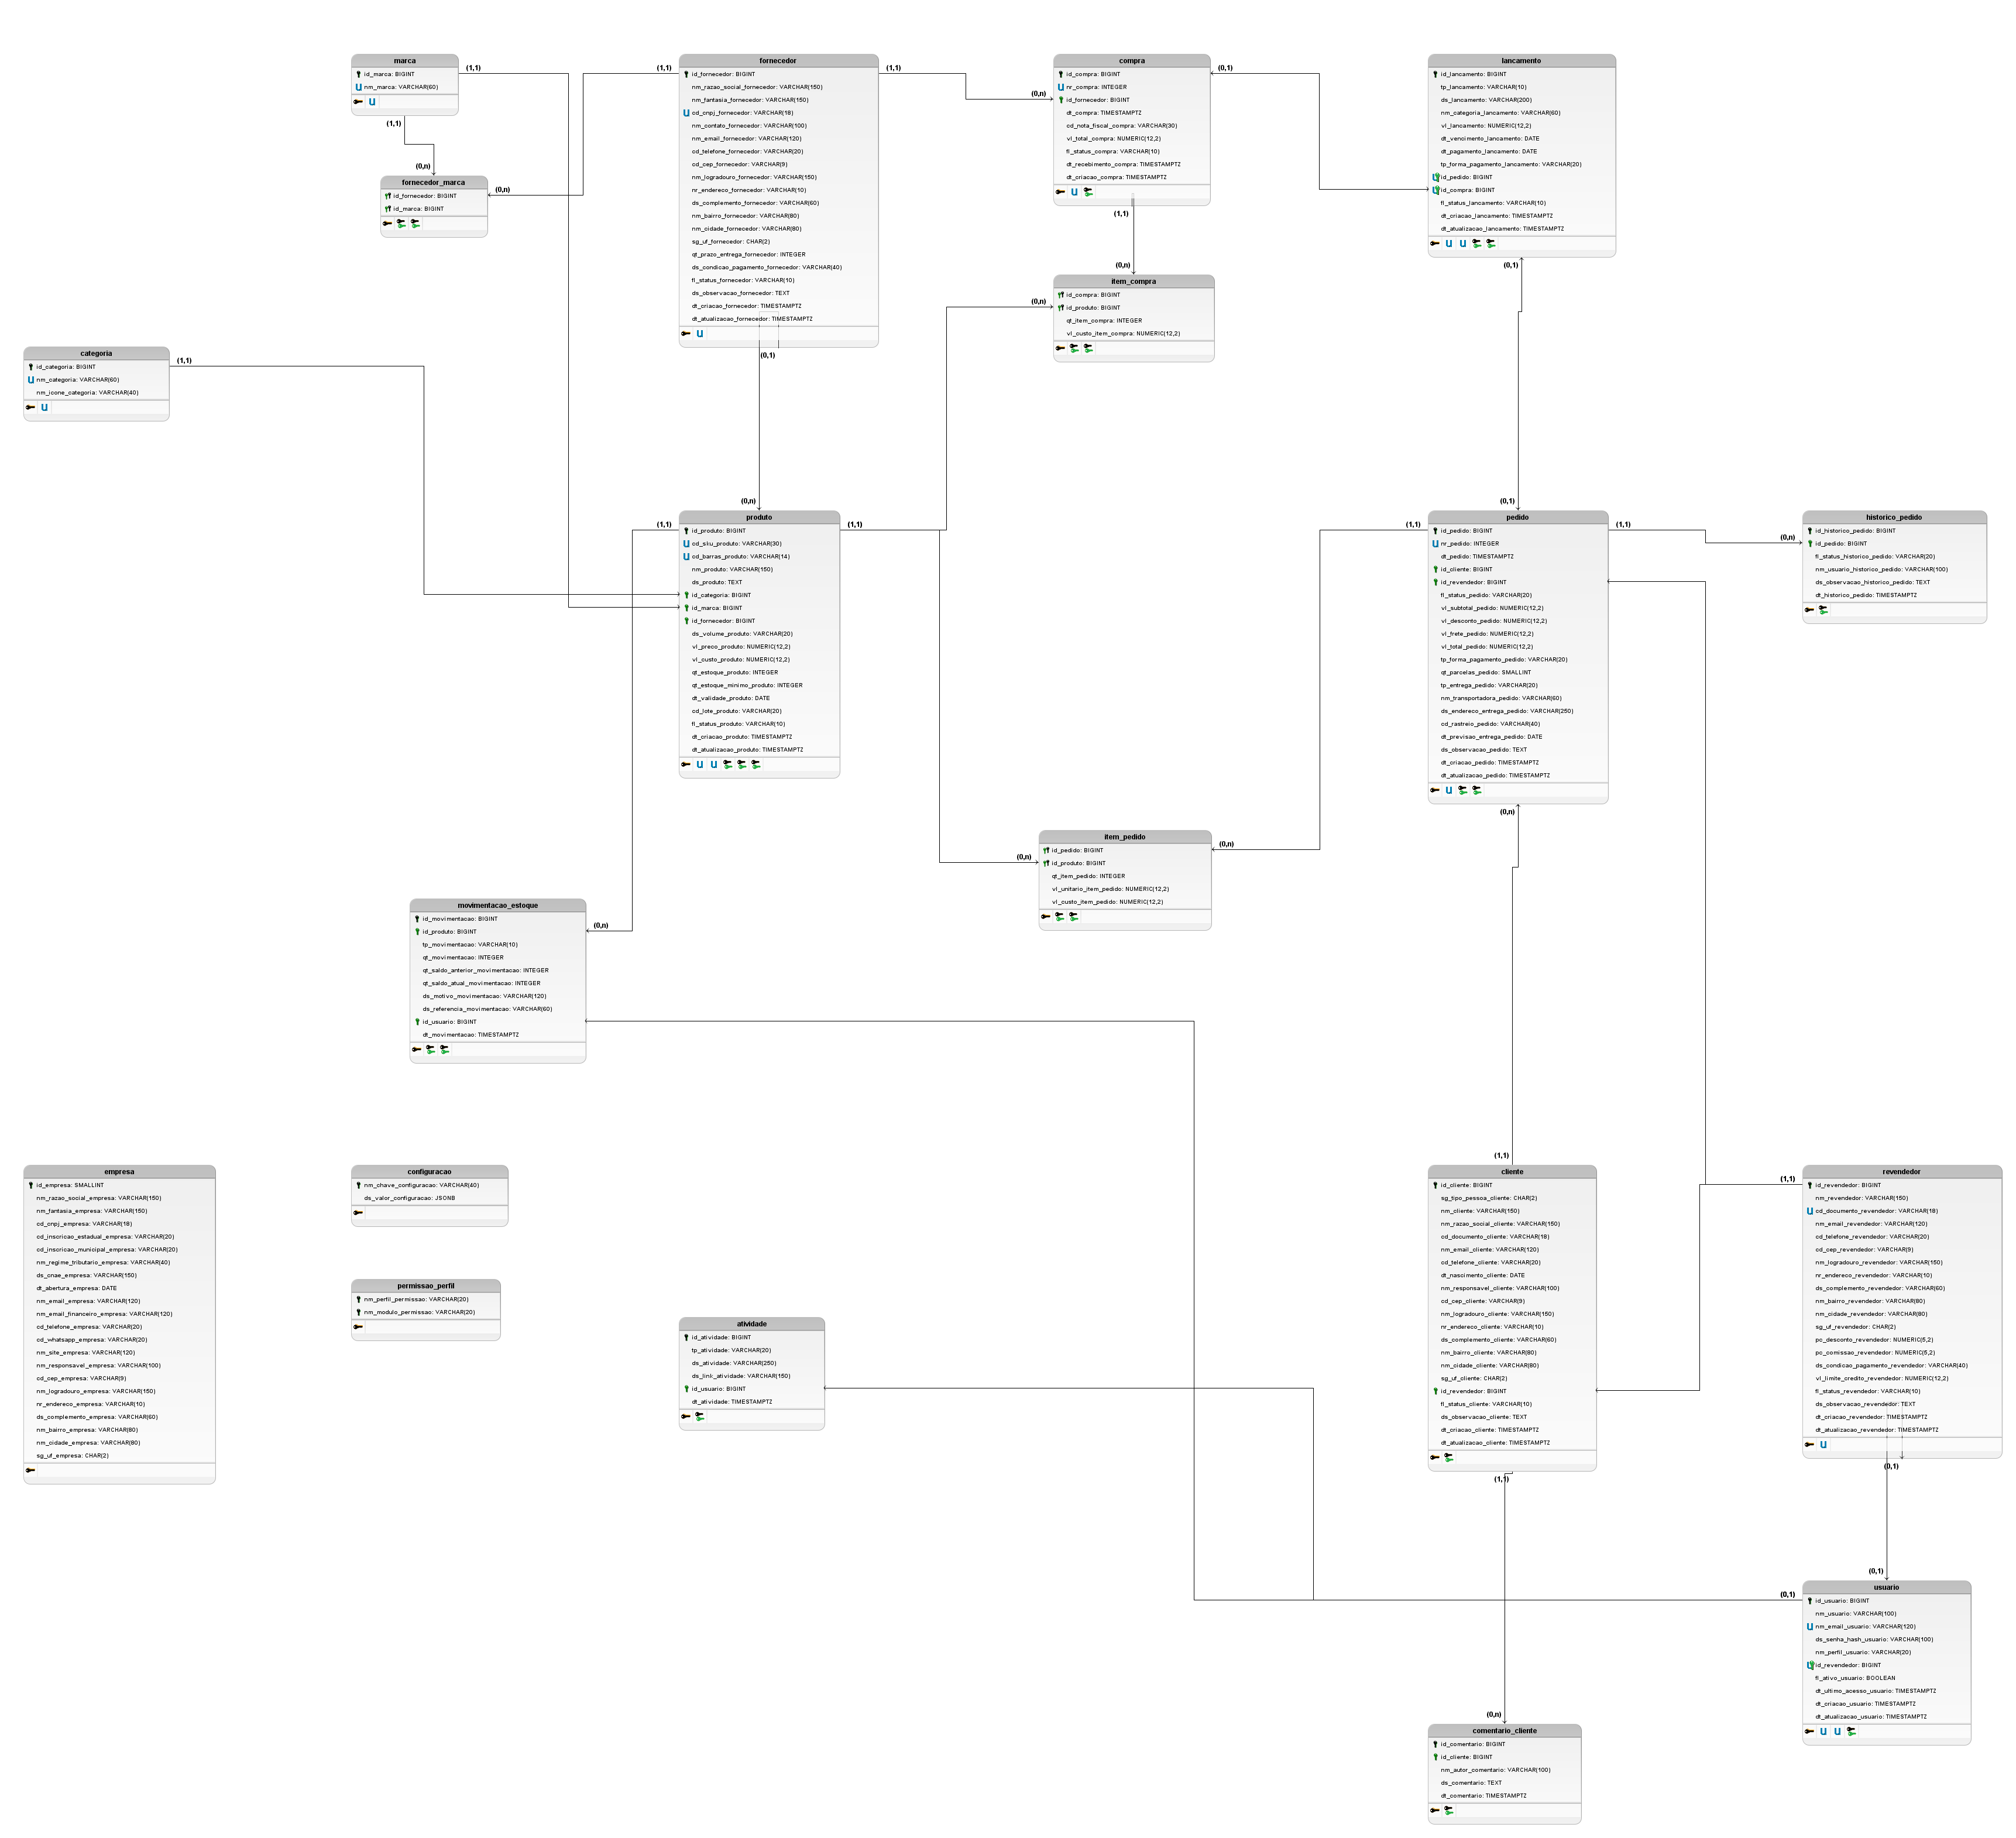 marca
id_marca: BIGINT
nm_marca: VARCHAR(60)
(1,1)
(1,1)
(0,n)
fornecedor_marca
id_fornecedor: BIGINT
id_marca: BIGINT
(0,n)
(1,1)
fornecedor
id_fornecedor: BIGINT
nm_razao_social_fornecedor: VARCHAR(150)
nm_fantasia_fornecedor: VARCHAR(150)
cd_cnpj_fornecedor: VARCHAR(18)
nm_contato_fornecedor: VARCHAR(100)
nm_email_fornecedor: VARCHAR(120)
cd_telefone_fornecedor: VARCHAR(20)
cd_cep_fornecedor: VARCHAR(9)
nm_logradouro_fornecedor: VARCHAR(150)
nr_endereco_fornecedor: VARCHAR(10)
ds_complemento_fornecedor: VARCHAR(60)
nm_bairro_fornecedor: VARCHAR(80)
nm_cidade_fornecedor: VARCHAR(80)
sg_uf_fornecedor: CHAR(2)
qt_prazo_entrega_fornecedor: INTEGER
ds_condicao_pagamento_fornecedor: VARCHAR(40)
fl_status_fornecedor: VARCHAR(10)
ds_observacao_fornecedor: TEXT
dt_criacao_fornecedor: TIMESTAMPTZ
dt_atualizacao_fornecedor: TIMESTAMPTZ
(0,1)
(1,1)
(0,n)
compra
id_compra: BIGINT
nr_compra: INTEGER
id_fornecedor: BIGINT
dt_compra: TIMESTAMPTZ
cd_nota_fiscal_compra: VARCHAR(30)
vl_total_compra: NUMERIC(12,2)
fl_status_compra: VARCHAR(10)
dt_recebimento_compra: TIMESTAMPTZ
dt_criacao_compra: TIMESTAMPTZ
(0,1)
(1,1)
(0,n)
(0,n)
item_compra
id_compra: BIGINT
id_produto: BIGINT
qt_item_compra: INTEGER
vl_custo_item_compra: NUMERIC(12,2)
lancamento
id_lancamento: BIGINT
tp_lancamento: VARCHAR(10)
ds_lancamento: VARCHAR(200)
nm_categoria_lancamento: VARCHAR(60)
vl_lancamento: NUMERIC(12,2)
dt_vencimento_lancamento: DATE
dt_pagamento_lancamento: DATE
tp_forma_pagamento_lancamento: VARCHAR(20)
id_pedido: BIGINT
id_compra: BIGINT
fl_status_lancamento: VARCHAR(10)
dt_criacao_lancamento: TIMESTAMPTZ
dt_atualizacao_lancamento: TIMESTAMPTZ
(0,1)
categoria
id_categoria: BIGINT
nm_categoria: VARCHAR(60)
nm_icone_categoria: VARCHAR(40)
(1,1)
(0,n)
(1,1)
(1,1)
produto
id_produto: BIGINT
cd_sku_produto: VARCHAR(30)
cd_barras_produto: VARCHAR(14)
nm_produto: VARCHAR(150)
ds_produto: TEXT
id_categoria: BIGINT
id_marca: BIGINT
id_fornecedor: BIGINT
ds_volume_produto: VARCHAR(20)
vl_preco_produto: NUMERIC(12,2)
vl_custo_produto: NUMERIC(12,2)
qt_estoque_produto: INTEGER
qt_estoque_minimo_produto: INTEGER
dt_validade_produto: DATE
cd_lote_produto: VARCHAR(20)
fl_status_produto: VARCHAR(10)
dt_criacao_produto: TIMESTAMPTZ
dt_atualizacao_produto: TIMESTAMPTZ
(0,1)
(1,1)
(1,1)
pedido
id_pedido: BIGINT
nr_pedido: INTEGER
dt_pedido: TIMESTAMPTZ
id_cliente: BIGINT
id_revendedor: BIGINT
fl_status_pedido: VARCHAR(20)
vl_subtotal_pedido: NUMERIC(12,2)
vl_desconto_pedido: NUMERIC(12,2)
vl_frete_pedido: NUMERIC(12,2)
vl_total_pedido: NUMERIC(12,2)
tp_forma_pagamento_pedido: VARCHAR(20)
qt_parcelas_pedido: SMALLINT
tp_entrega_pedido: VARCHAR(20)
nm_transportadora_pedido: VARCHAR(60)
ds_endereco_entrega_pedido: VARCHAR(250)
cd_rastreio_pedido: VARCHAR(40)
dt_previsao_entrega_pedido: DATE
ds_observacao_pedido: TEXT
dt_criacao_pedido: TIMESTAMPTZ
dt_atualizacao_pedido: TIMESTAMPTZ
(0,n)
(0,n)
historico_pedido
id_historico_pedido: BIGINT
id_pedido: BIGINT
fl_status_historico_pedido: VARCHAR(20)
nm_usuario_historico_pedido: VARCHAR(100)
ds_observacao_historico_pedido: TEXT
dt_historico_pedido: TIMESTAMPTZ
(0,n)
(0,n)
item_pedido
id_pedido: BIGINT
id_produto: BIGINT
qt_item_pedido: INTEGER
vl_unitario_item_pedido: NUMERIC(12,2)
vl_custo_item_pedido: NUMERIC(12,2)
movimentacao_estoque
id_movimentacao: BIGINT
id_produto: BIGINT
tp_movimentacao: VARCHAR(10)
qt_movimentacao: INTEGER
qt_saldo_anterior_movimentacao: INTEGER
qt_saldo_atual_movimentacao: INTEGER
ds_motivo_movimentacao: VARCHAR(120)
ds_referencia_movimentacao: VARCHAR(60)
id_usuario: BIGINT
dt_movimentacao: TIMESTAMPTZ
(0,n)
empresa
id_empresa: SMALLINT
nm_razao_social_empresa: VARCHAR(150)
nm_fantasia_empresa: VARCHAR(150)
cd_cnpj_empresa: VARCHAR(18)
cd_inscricao_estadual_empresa: VARCHAR(20)
cd_inscricao_municipal_empresa: VARCHAR(20)
nm_regime_tributario_empresa: VARCHAR(40)
ds_cnae_empresa: VARCHAR(150)
dt_abertura_empresa: DATE
nm_email_empresa: VARCHAR(120)
nm_email_financeiro_empresa: VARCHAR(120)
cd_telefone_empresa: VARCHAR(20)
cd_whatsapp_empresa: VARCHAR(20)
nm_site_empresa: VARCHAR(120)
nm_responsavel_empresa: VARCHAR(100)
cd_cep_empresa: VARCHAR(9)
nm_logradouro_empresa: VARCHAR(150)
nr_endereco_empresa: VARCHAR(10)
ds_complemento_empresa: VARCHAR(60)
nm_bairro_empresa: VARCHAR(80)
nm_cidade_empresa: VARCHAR(80)
sg_uf_empresa: CHAR(2)
configuracao
nm_chave_configuracao: VARCHAR(40)
ds_valor_configuracao: JSONB
permissao_perfil
nm_perfil_permissao: VARCHAR(20)
nm_modulo_permissao: VARCHAR(20)
atividade
id_atividade: BIGINT
tp_atividade: VARCHAR(20)
ds_atividade: VARCHAR(250)
ds_link_atividade: VARCHAR(150)
id_usuario: BIGINT
dt_atividade: TIMESTAMPTZ
(1,1)
cliente
id_cliente: BIGINT
sg_tipo_pessoa_cliente: CHAR(2)
nm_cliente: VARCHAR(150)
nm_razao_social_cliente: VARCHAR(150)
cd_documento_cliente: VARCHAR(18)
nm_email_cliente: VARCHAR(120)
cd_telefone_cliente: VARCHAR(20)
dt_nascimento_cliente: DATE
nm_responsavel_cliente: VARCHAR(100)
cd_cep_cliente: VARCHAR(9)
nm_logradouro_cliente: VARCHAR(150)
nr_endereco_cliente: VARCHAR(10)
ds_complemento_cliente: VARCHAR(60)
nm_bairro_cliente: VARCHAR(80)
nm_cidade_cliente: VARCHAR(80)
sg_uf_cliente: CHAR(2)
id_revendedor: BIGINT
fl_status_cliente: VARCHAR(10)
ds_observacao_cliente: TEXT
dt_criacao_cliente: TIMESTAMPTZ
dt_atualizacao_cliente: TIMESTAMPTZ
(1,1)
(1,1)
revendedor
id_revendedor: BIGINT
nm_revendedor: VARCHAR(150)
cd_documento_revendedor: VARCHAR(18)
nm_email_revendedor: VARCHAR(120)
cd_telefone_revendedor: VARCHAR(20)
cd_cep_revendedor: VARCHAR(9)
nm_logradouro_revendedor: VARCHAR(150)
nr_endereco_revendedor: VARCHAR(10)
ds_complemento_revendedor: VARCHAR(60)
nm_bairro_revendedor: VARCHAR(80)
nm_cidade_revendedor: VARCHAR(80)
sg_uf_revendedor: CHAR(2)
pc_desconto_revendedor: NUMERIC(5,2)
pc_comissao_revendedor: NUMERIC(5,2)
ds_condicao_pagamento_revendedor: VARCHAR(40)
vl_limite_credito_revendedor: NUMERIC(12,2)
fl_status_revendedor: VARCHAR(10)
ds_observacao_revendedor: TEXT
dt_criacao_revendedor: TIMESTAMPTZ
dt_atualizacao_revendedor: TIMESTAMPTZ
(0,1)
(0,1)
(0,1)
usuario
id_usuario: BIGINT
nm_usuario: VARCHAR(100)
nm_email_usuario: VARCHAR(120)
ds_senha_hash_usuario: VARCHAR(100)
nm_perfil_usuario: VARCHAR(20)
id_revendedor: BIGINT
fl_ativo_usuario: BOOLEAN
dt_ultimo_acesso_usuario: TIMESTAMPTZ
dt_criacao_usuario: TIMESTAMPTZ
dt_atualizacao_usuario: TIMESTAMPTZ
(0,n)
comentario_cliente
id_comentario: BIGINT
id_cliente: BIGINT
nm_autor_comentario: VARCHAR(100)
ds_comentario: TEXT
dt_comentario: TIMESTAMPTZ